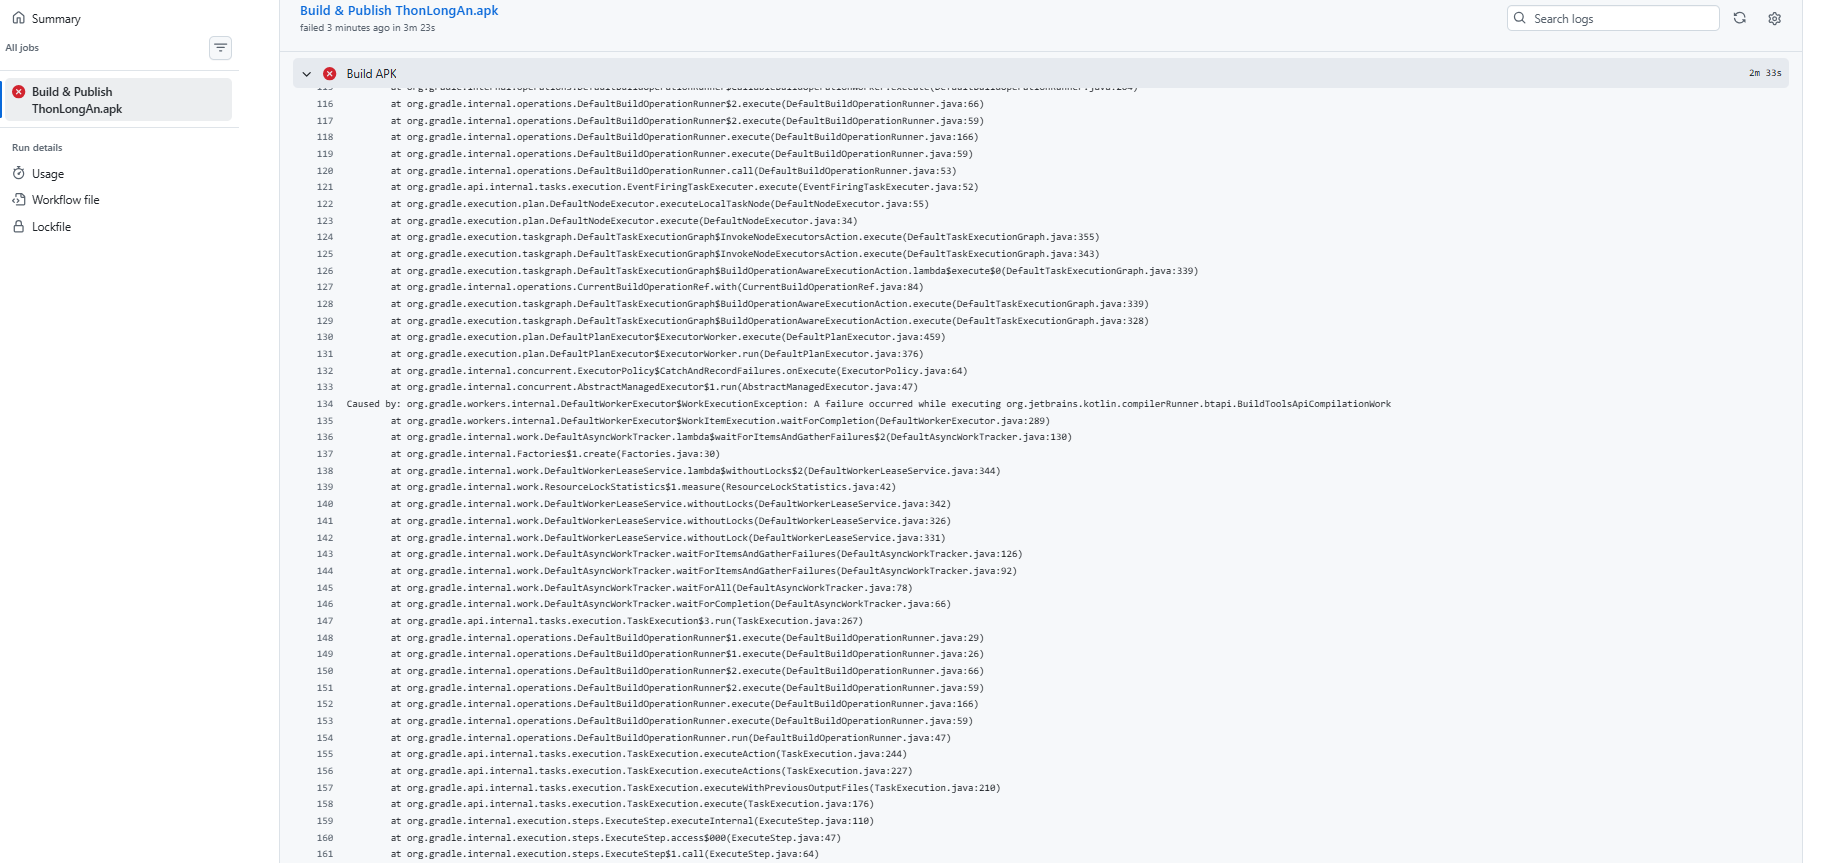 Summary
All jobs
Build & Publish
ThonLongAn.apk
Run details
Usage
Workflow file
Lockfile
Build & Publish ThonLongAn.apk
failed 3 minutes ago in 3m 23s
Search logs
Build APK
2m 33s
116 at org.gradle.internal.operations.DefaultBuildOperationRunner$2.execute(DefaultBuildOperationRunner.java:66)
117 at org.gradle.internal.operations.DefaultBuildOperationRunner$2.execute(DefaultBuildOperationRunner.java:59)
118 at org.gradle.internal.operations.DefaultBuildOperationRunner.execute(DefaultBuildOperationRunner.java:166)
119 at org.gradle.internal.operations.DefaultBuildOperationRunner.execute(DefaultBuildOperationRunner.java:59)
120 at org.gradle.internal.operations.DefaultBuildOperationRunner.call(DefaultBuildOperationRunner.java:53)
121 at org.gradle.api.internal.tasks.execution.EventFiringTaskExecuter.execute(EventFiringTaskExecuter.java:52)
122 at org.gradle.execution.plan.DefaultNodeExecutor.executeLocalTaskNode(DefaultNodeExecutor.java:55)
123 at org.gradle.execution.plan.DefaultNodeExecutor.execute(DefaultNodeExecutor.java:34)
124 at org.gradle.execution.taskgraph.DefaultTaskExecutionGraph$InvokeNodeExecutorsAction.execute(DefaultTaskExecutionGraph.java:355)
125 at org.gradle.execution.taskgraph.DefaultTaskExecutionGraph$InvokeNodeExecutorsAction.execute(DefaultTaskExecutionGraph.java:343)
126 at org.gradle.execution.taskgraph.DefaultTaskExecutionGraph$BuildOperationAwareExecutionAction.lambda$execute$0(DefaultTaskExecutionGraph.java:339)
127 at org.gradle.internal.operations.CurrentBuildOperationRef.with(CurrentBuildOperationRef.java:84)
128 at org.gradle.execution.taskgraph.DefaultTaskExecutionGraph$BuildOperationAwareExecutionAction.execute(DefaultTaskExecutionGraph.java:339)
129 at org.gradle.execution.taskgraph.DefaultTaskExecutionGraph$BuildOperationAwareExecutionAction.execute(DefaultTaskExecutionGraph.java:328)
130 at org.gradle.execution.plan.DefaultPlanExecutor$ExecutorWorker.execute(DefaultPlanExecutor.java:459)
131 at org.gradle.execution.plan.DefaultPlanExecutor$ExecutorWorker.run(DefaultPlanExecutor.java:376)
132 at org.gradle.internal.concurrent.ExecutorPolicy$CatchAndRecordFailures.onExecute(ExecutorPolicy.java:64)
133 at org.gradle.internal.concurrent.AbstractManagedExecutor$1.run(AbstractManagedExecutor.java:47)
134 Caused by: org.gradle.workers.internal.DefaultWorkerExecutor$WorkExecutionException: A failure occurred while executing org.jetbrains.kotlin.compilerRunner.btapi.BuildToolsApiCompilationWork
135 at org.gradle.workers.internal.DefaultWorkerExecutor$WorkItemExecution.waitForCompletion(DefaultWorkerExecutor.java:289)
136 at org.gradle.internal.work.DefaultAsyncWorkTracker.lambda$waitForItemsAndGatherFailures$2(DefaultAsyncWorkTracker.java:130)
137 at org.gradle.internal.Factories$1.create(Factories.java:30)
138 at org.gradle.internal.work.DefaultWorkerLeaseService.lambda$withoutLocks$2(DefaultWorkerLeaseService.java:344)
139 at org.gradle.internal.work.ResourceLockStatistics$1.measure(ResourceLockStatistics.java:42)
140 at org.gradle.internal.work.DefaultWorkerLeaseService.withoutLocks(DefaultWorkerLeaseService.java:342)
141 at org.gradle.internal.work.DefaultWorkerLeaseService.withoutLocks(DefaultWorkerLeaseService.java:326)
142 at org.gradle.internal.work.DefaultWorkerLeaseService.withoutLock(DefaultWorkerLeaseService.java:331)
143 at org.gradle.internal.work.DefaultAsyncWorkTracker.waitForItemsAndGatherFailures(DefaultAsyncWorkTracker.java:126)
144 at org.gradle.internal.work.DefaultAsyncWorkTracker.waitForItemsAndGatherFailures(DefaultAsyncWorkTracker.java:92)
145 at org.gradle.internal.work.DefaultAsyncWorkTracker.waitForAll(DefaultAsyncWorkTracker.java:78)
146 at org.gradle.internal.work.DefaultAsyncWorkTracker.waitForCompletion(DefaultAsyncWorkTracker.java:66)
147 at org.gradle.api.internal.tasks.execution.TaskExecution$3.run(TaskExecution.java:267)
148 at org.gradle.internal.operations.DefaultBuildOperationRunner$1.execute(DefaultBuildOperationRunner.java:29)
149 at org.gradle.internal.operations.DefaultBuildOperationRunner$1.execute(DefaultBuildOperationRunner.java:26)
150 at org.gradle.internal.operations.DefaultBuildOperationRunner$2.execute(DefaultBuildOperationRunner.java:66)
151 at org.gradle.internal.operations.DefaultBuildOperationRunner$2.execute(DefaultBuildOperationRunner.java:59)
152 at org.gradle.internal.operations.DefaultBuildOperationRunner.execute(DefaultBuildOperationRunner.java:166)
153 at org.gradle.internal.operations.DefaultBuildOperationRunner.execute(DefaultBuildOperationRunner.java:59)
154 at org.gradle.internal.operations.DefaultBuildOperationRunner.run(DefaultBuildOperationRunner.java:47)
155 at org.gradle.api.internal.tasks.execution.TaskExecution.executeAction(TaskExecution.java:244)
156 at org.gradle.api.internal.tasks.execution.TaskExecution.executeActions(TaskExecution.java:227)
157 at org.gradle.api.internal.tasks.execution.TaskExecution.executeWithPreviousOutputFiles(TaskExecution.java:210)
158 at org.gradle.api.internal.tasks.execution.TaskExecution.execute(TaskExecution.java:176)
159 at org.gradle.internal.execution.steps.ExecuteStep.executeInternal(ExecuteStep.java:110)
160 at org.gradle.internal.execution.steps.ExecuteStep.access$000(ExecuteStep.java:47)
161 at org.gradle.internal.execution.steps.ExecuteStep$1.call(ExecuteStep.java:64)